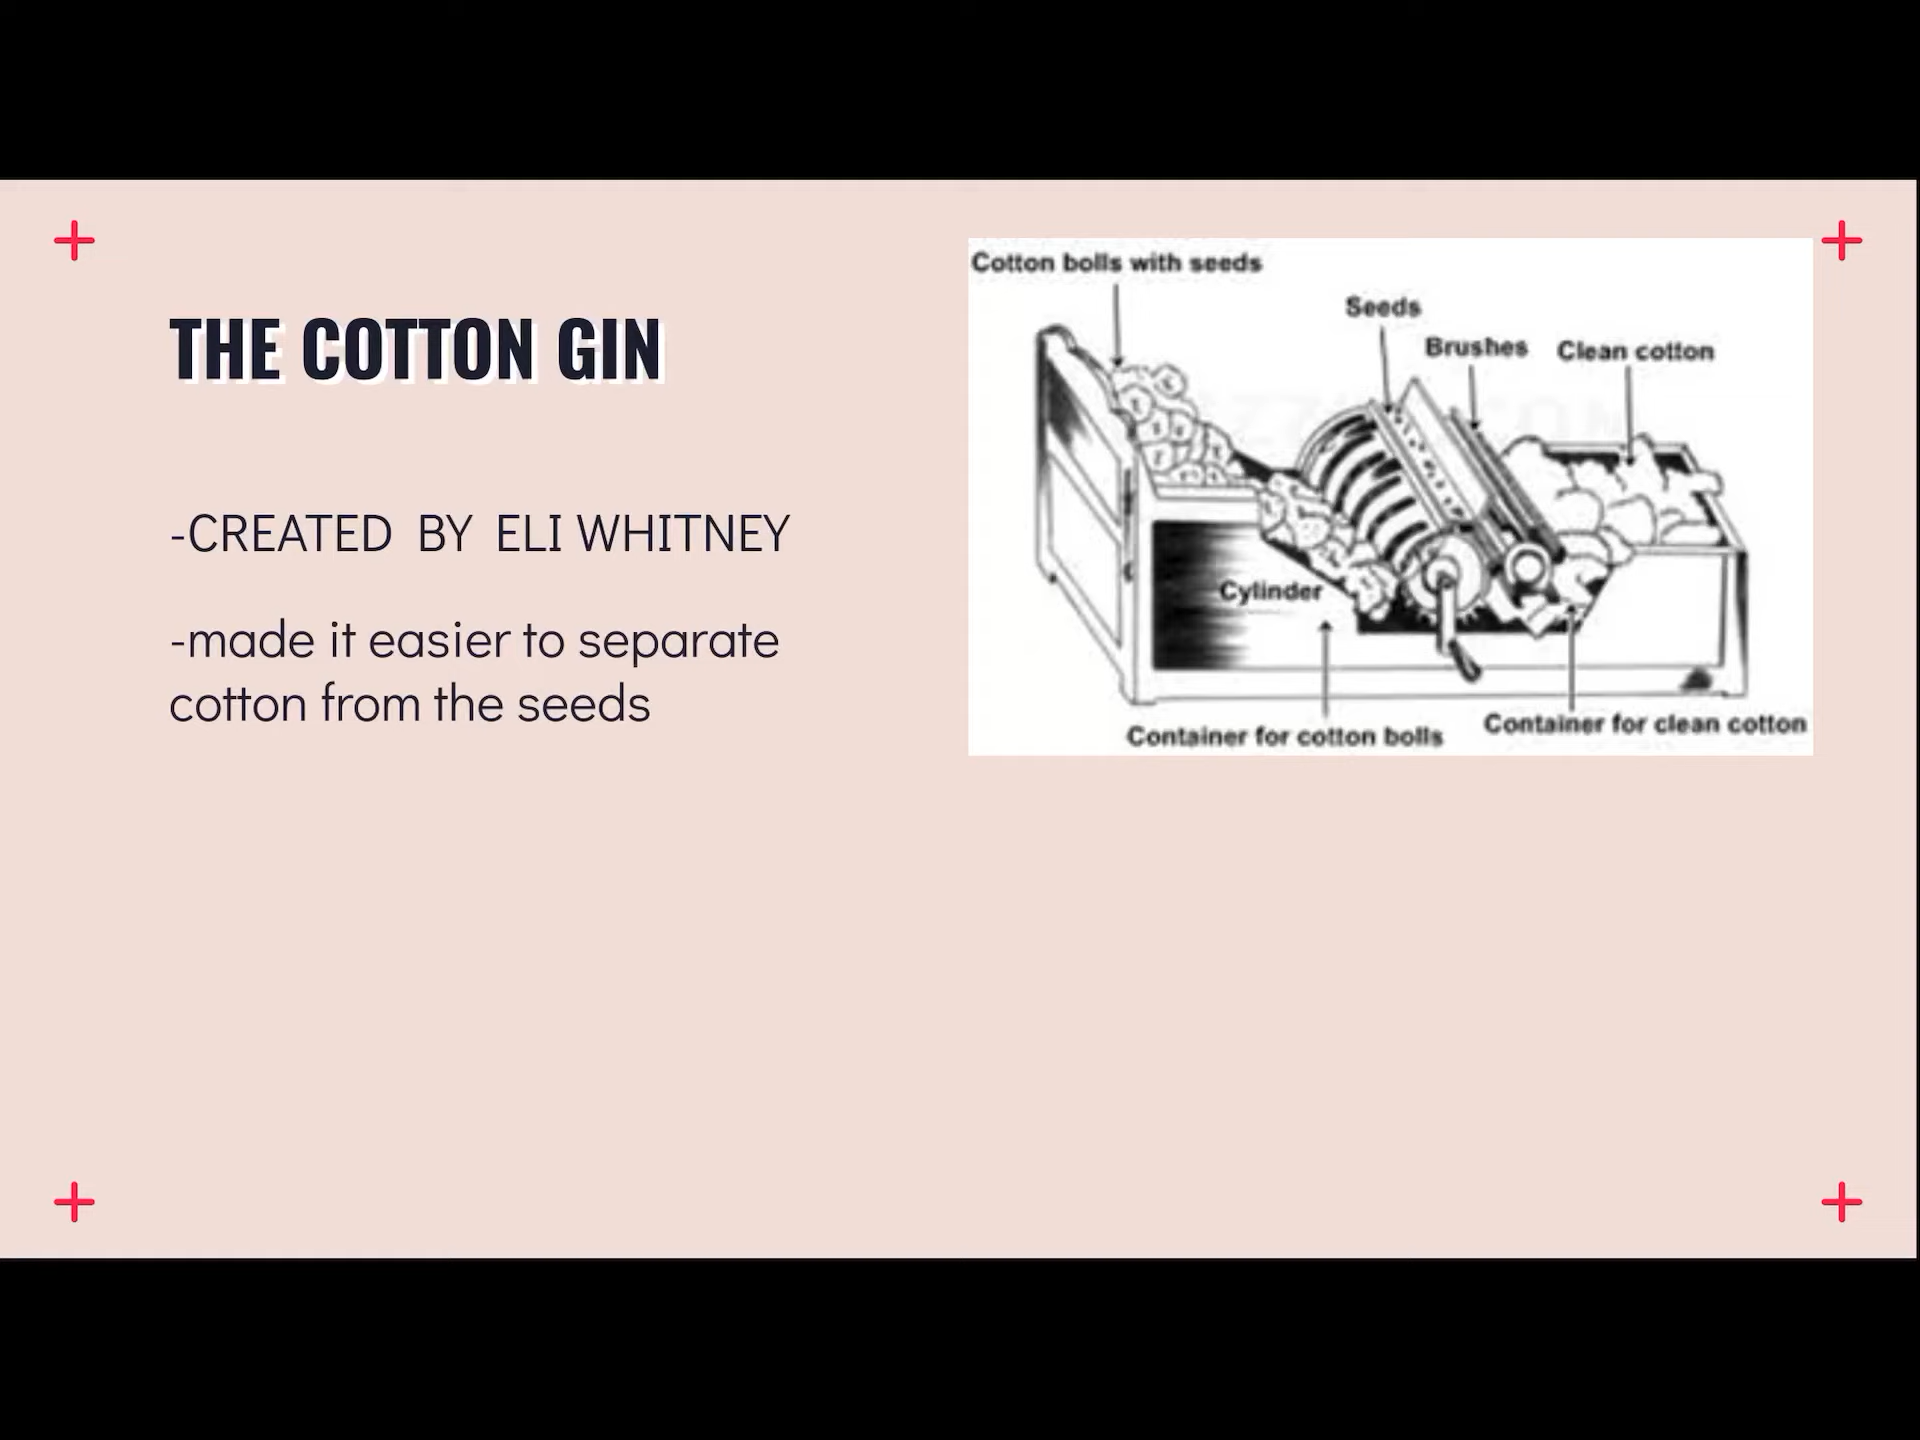 THE COTTON GIN
-CREATED BY ELI WHITNEY
-made it easier to separate
cotton from the seeds
Cotton bolls with seeds
Seeds
Brushes
Clean cotton
Cylinder
Container for cotton bolls
Container for clean cotton